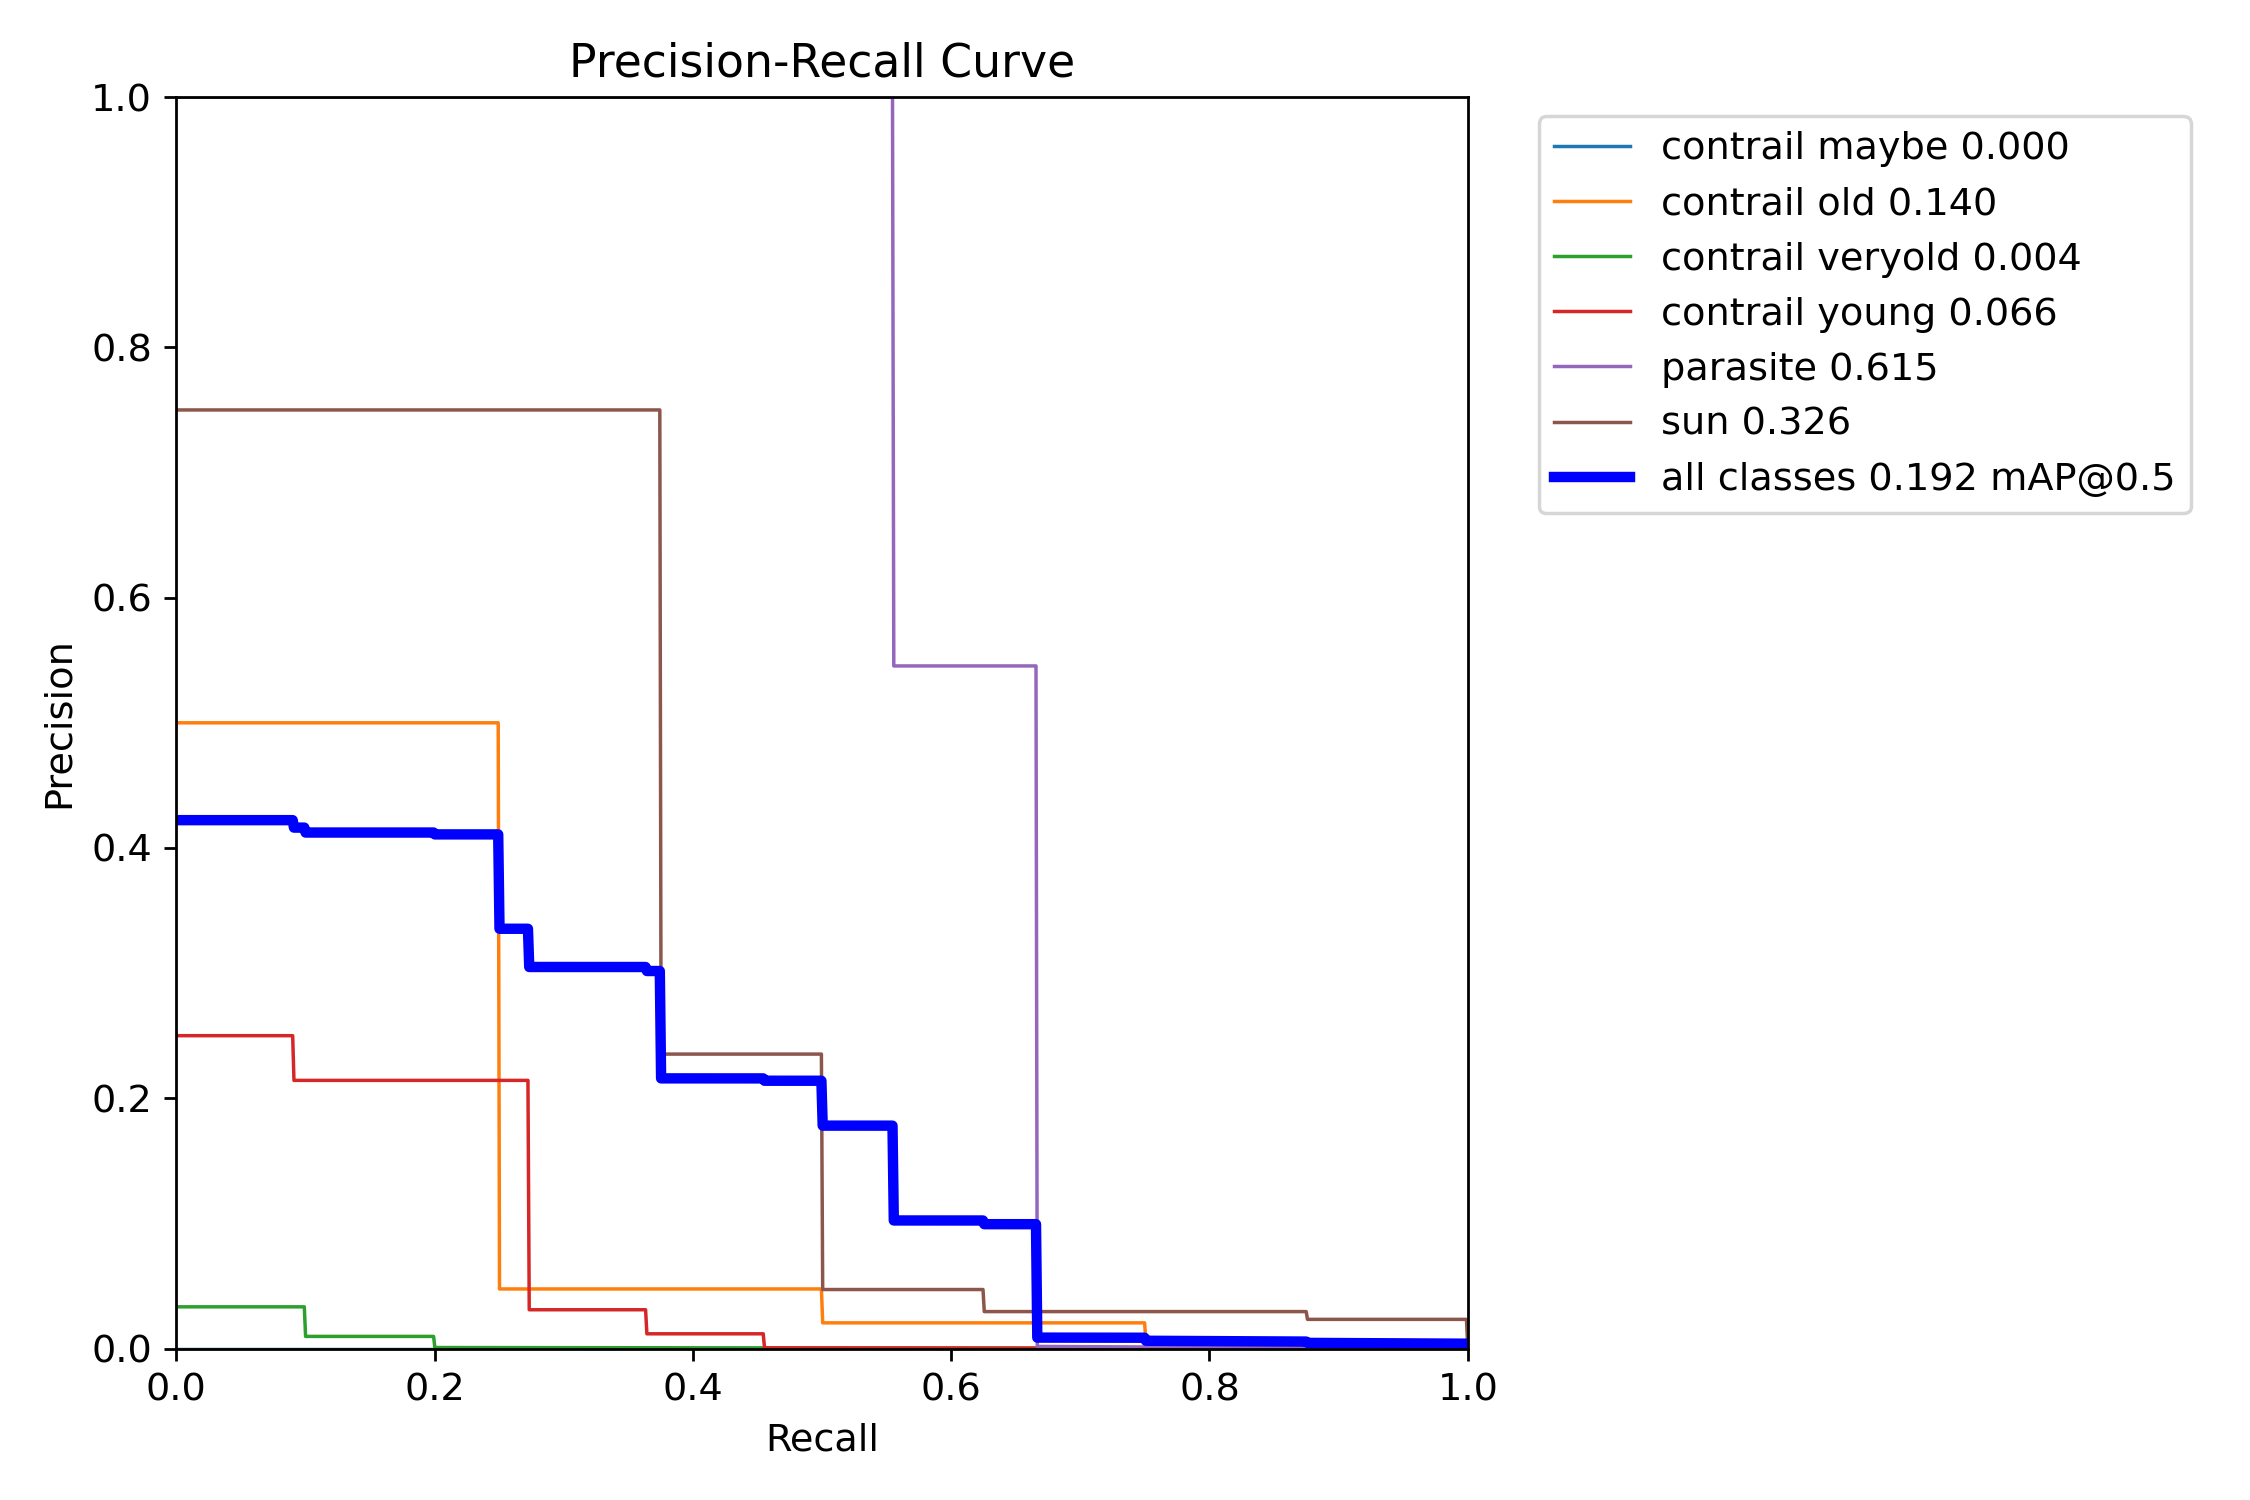 Precision-Recall Curve
1.0
0.8
0.6
0.4
0.2
0.0
Precision
0.0 0.2 0.4 0.6 0.8 1.0
Recall
contrail maybe 0.000
contrail old 0.140
contrail veryold 0.004
contrail young 0.066
parasite 0.615
sun 0.326
all classes 0.192 mAP@0.5